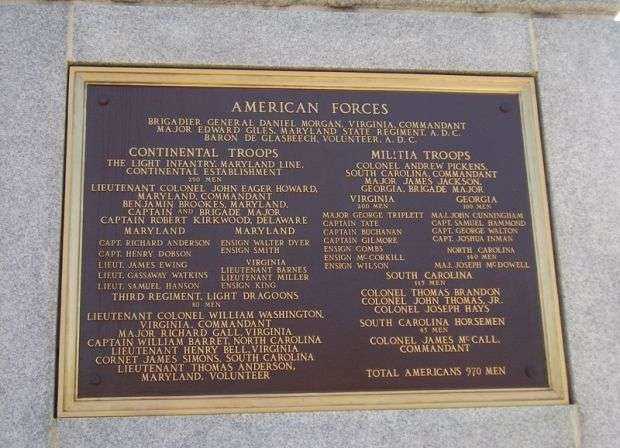 AMERICAN FORCES
BRIGADIER GENERAL DANIEL MORGAN, VIRGINIA, COMMANDANT
MAJOR EDWARD GILES, MARYLAND STATE REGIMENT, A.D.C.
BARON DE GLASBEECH, VOLUNTEER, A.D.C.
CONTINENTAL TROOPS
THE LIGHT INFANTRY, MARYLAND LINE,
CONTINENTAL ESTABLISHMENT
290 MEN
LIEUTENANT COLONEL JOHN EAGER HOWARD,
MARYLAND, COMMANDANT
BENJAMIN BROOKES, MARYLAND,
CAPTAIN AND BRIGADE MAJOR
CAPTAIN ROBERT KIRKWOOD, DELAWARE
MARYLAND
CAPT. RICHARD ANDERSON
CAPT. HENRY DOBSON
LIEUT. JAMES EWING
LIEUT. GASSAWAY WATKINS
LIEUT. SAMUEL HANSON
MARYLAND
ENSIGN WALTER DYER
ENSIGN SMITH
VIRGINIA
LIEUTENANT BARNES
LIEUTENANT MILLER
ENSIGN KING
THIRD REGIMENT, LIGHT DRAGOONS
80 MEN
LIEUTENANT COLONEL WILLIAM WASHINGTON,
VIRGINIA, COMMANDANT
MAJOR RICHARD CALL, VIRGINIA
CAPTAIN WILLIAM BARRET, NORTH CAROLINA
LIEUTENANT HENRY BELL, VIRGINIA
CORNET JAMES SIMONS, SOUTH CAROLINA
LIEUTENANT THOMAS ANDERSON,
MARYLAND, VOLUNTEER
MILITIA TROOPS
COLONEL ANDREW PICKENS,
SOUTH CAROLINA, COMMANDANT
MAJOR JAMES JACKSON,
GEORGIA, BRIGADE MAJOR
VIRGINIA
200 MEN
MAJOR GEORGE TRIPLETT
CAPTAIN TATE
CAPTAIN BUCHANAN
CAPTAIN GILMORE
ENSIGN COMBS
ENSIGN McCORKILL
ENSIGN WILSON
GEORGIA
100 MEN
MAJ. JOHN CUNNINGHAM
CAPT. SAMUEL HAMMOND
CAPT. GEORGE WALTON
CAPT. JOSHUA INMAN
NORTH CAROLINA
140 MEN
MAJ. JOSEPH McDOWELL
SOUTH CAROLINA
115 MEN
COLONEL THOMAS BRANDON
COLONEL JOHN THOMAS, JR.
COLONEL JOSEPH HAYS
SOUTH CAROLINA HORSEMEN
45 MEN
COLONEL JAMES McCALL,
COMMANDANT
TOTAL AMERICANS 970 MEN